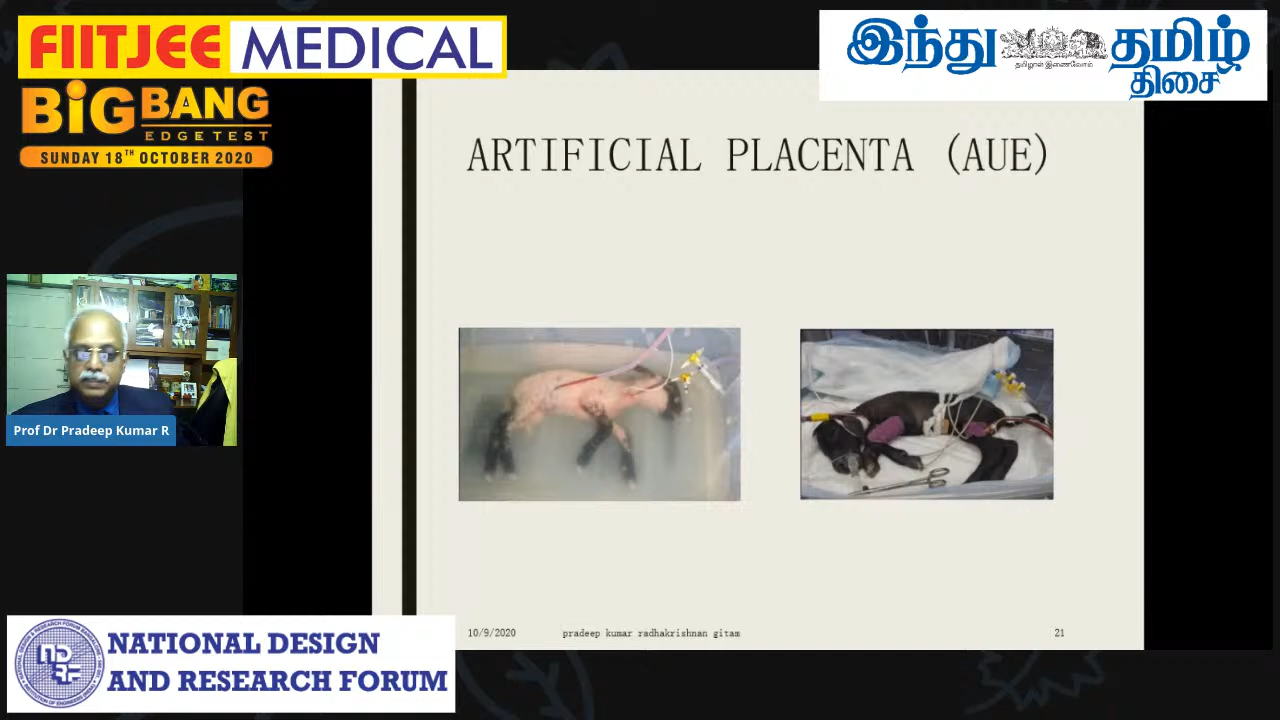 FIITJEE MEDICAL
BiG BANG
EDGE TEST
SUNDAY 18TH OCTOBER 2020
இந்து தமிழ்
தமிழால் இணைவோம்
திசை
ARTIFICIAL PLACENTA (AUE)
Prof Dr Pradeep Kumar R
10/9/2020 pradeep kumar radhakrishnan gitam 21
NATIONAL DESIGN
AND RESEARCH FORUM